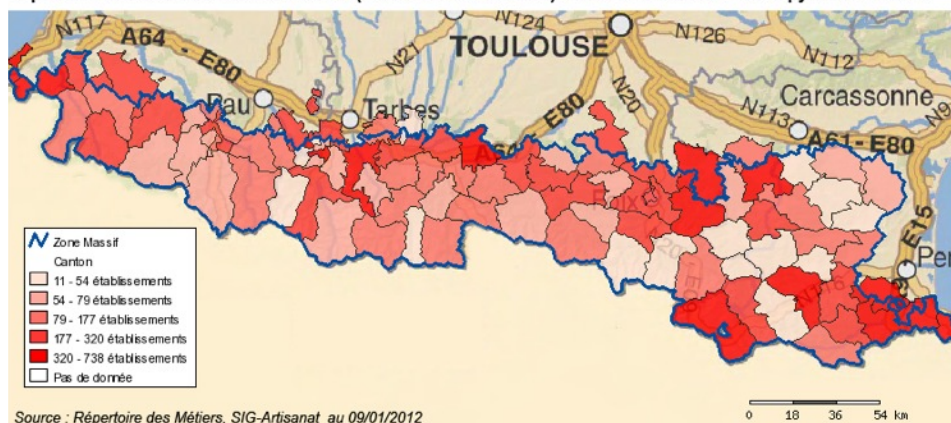 N117
A64 - E80
N124
N126
TOULOUSE
N21
N112
N20
Pau
Tarbes
Carcassonne
N113
E80
A61 - E80
Foix
E15
Per
Zone Massif
Canton
11 - 54 établissements
54 - 79 établissements
79 - 177 établissements
177 - 320 établissements
320 - 738 établissements
Pas de donnée
0 18 36 54 km
Source : Répertoire des Métiers, SIG-Artisanat au 09/01/2012